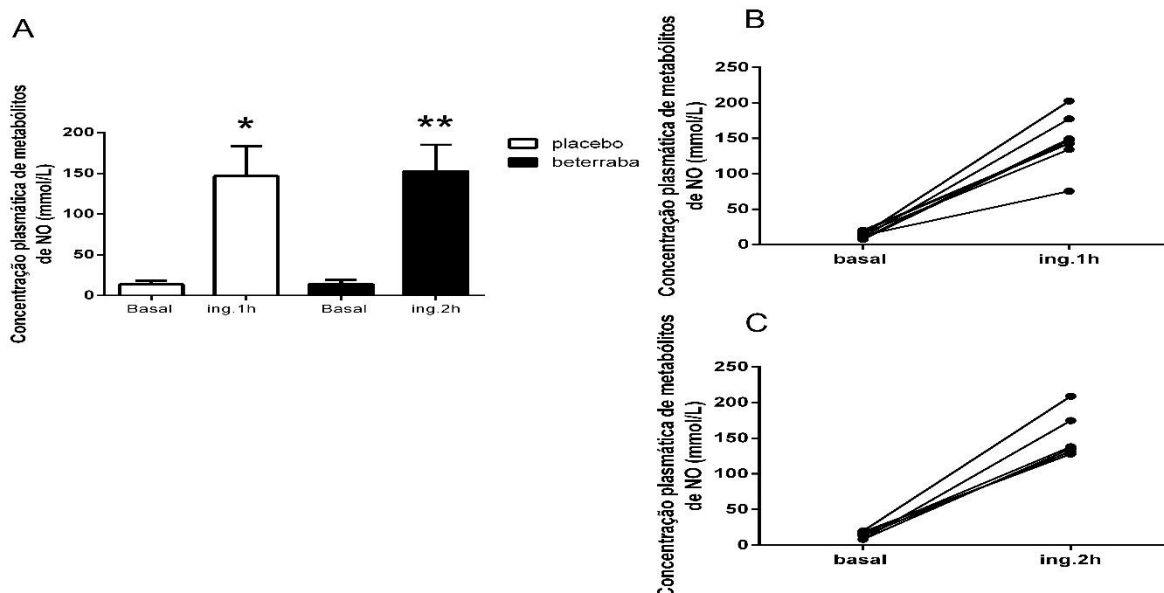 A
Concentração plasmática de metabólitos
de NO (mmol/L)
200
150
100
50
0
*
**
Basal
ing.1h
Basal
ing.2h
placebo
beterraba
B
Concentração plasmática de metabólitos
de NO (mmol/L)
250
200
150
100
50
0
basal
ing.1h
C
Concentração plasmática de metabólitos
de NO (mmol/L)
250
200
150
100
50
0
basal
ing.2h